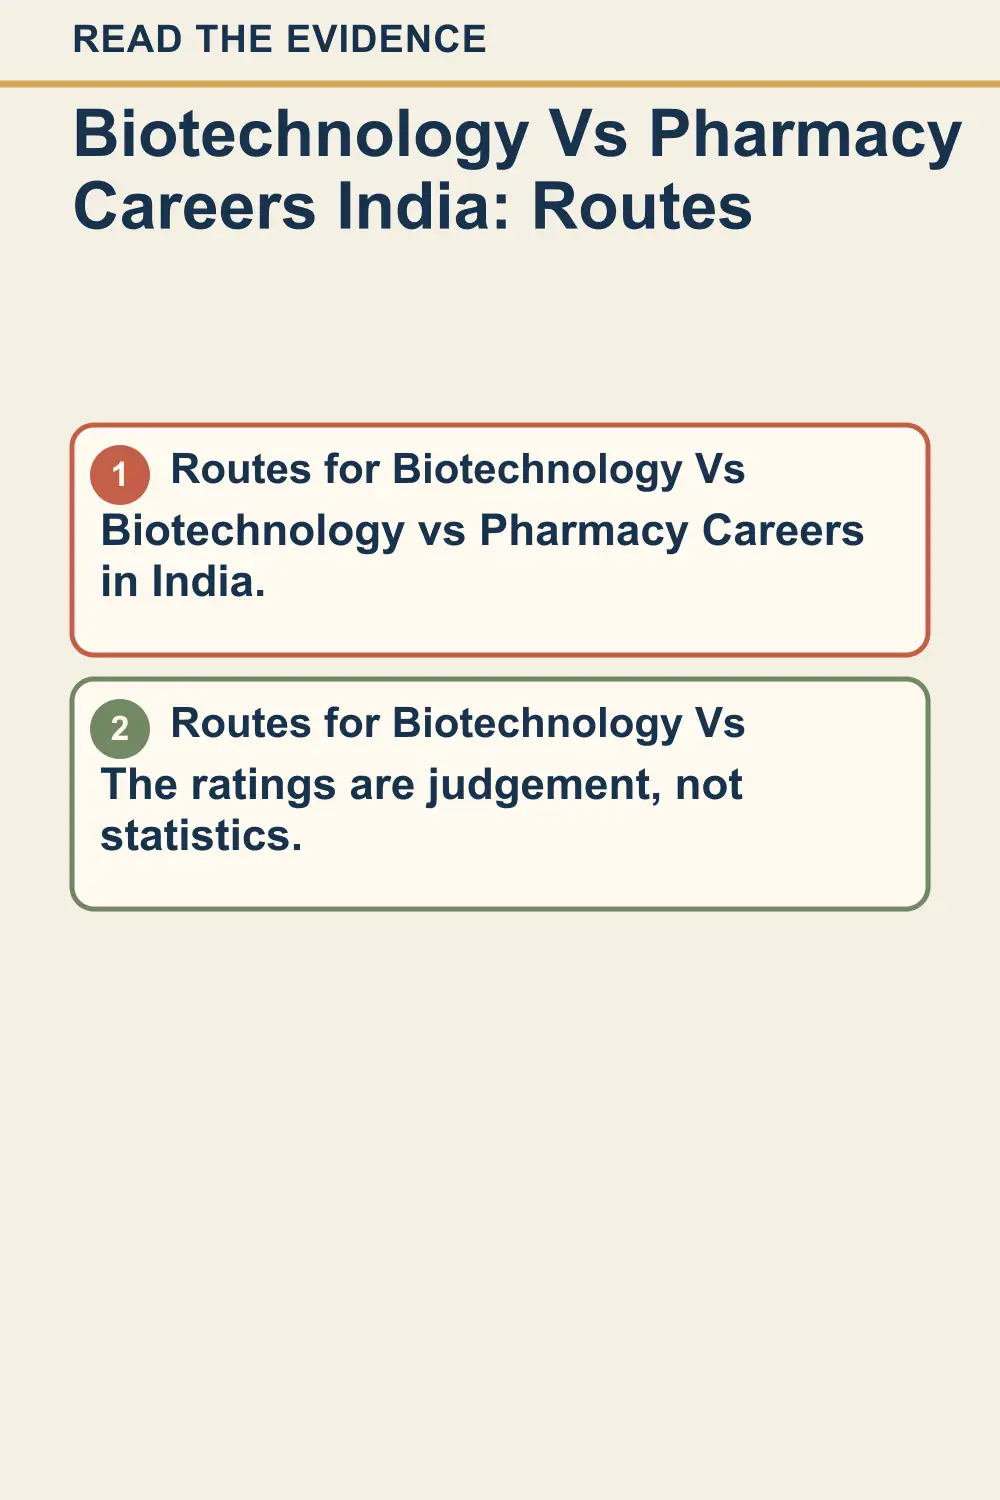 READ THE EVIDENCE
Biotechnology Vs Pharmacy
Careers India: Routes
1 Routes for Biotechnology Vs
Biotechnology vs Pharmacy Careers
in India.
2 Routes for Biotechnology Vs
The ratings are judgement, not
statistics.